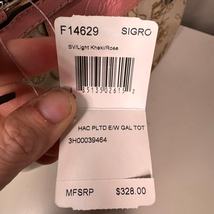 F14629 SIGRO
SV/Light Khaki/Rose
HAC PLTD E/W GAL TOT
3H00039464
MFSRP $328.00